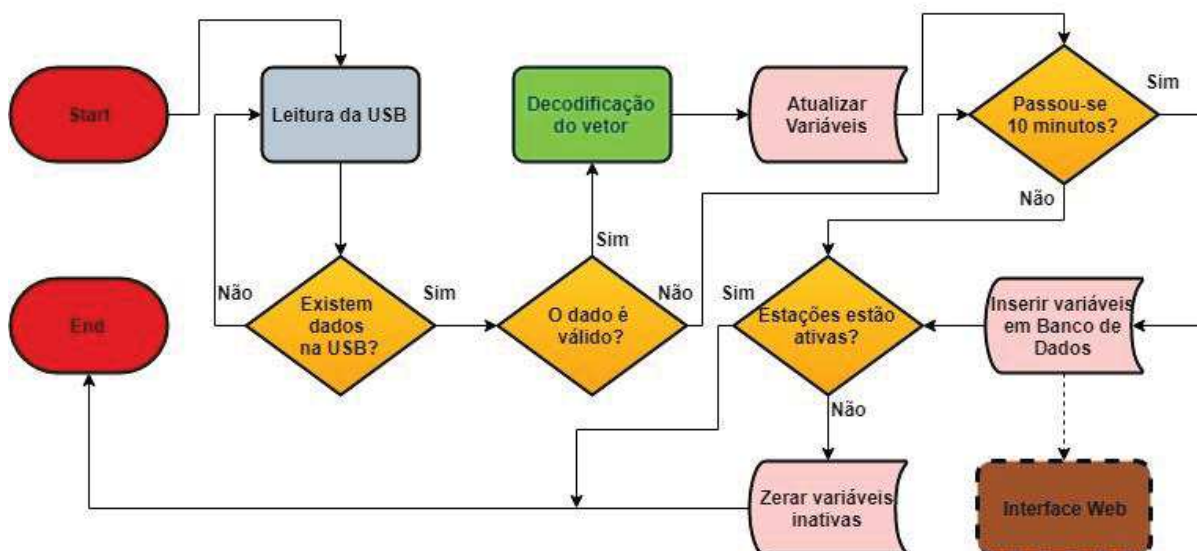 Start
Leitura da USB
Decodificação
do vetor
Atualizar
Variáveis
Passou-se
10 minutos?
Sim
Não
Sim
End
Não
Existem
dados
na USB?
Sim
O dado é
válido?
Não
Sim
Estações estão
ativas?
Inserir variáveis
em Banco de
Dados
Não
Zerar variáveis
inativas
Interface Web